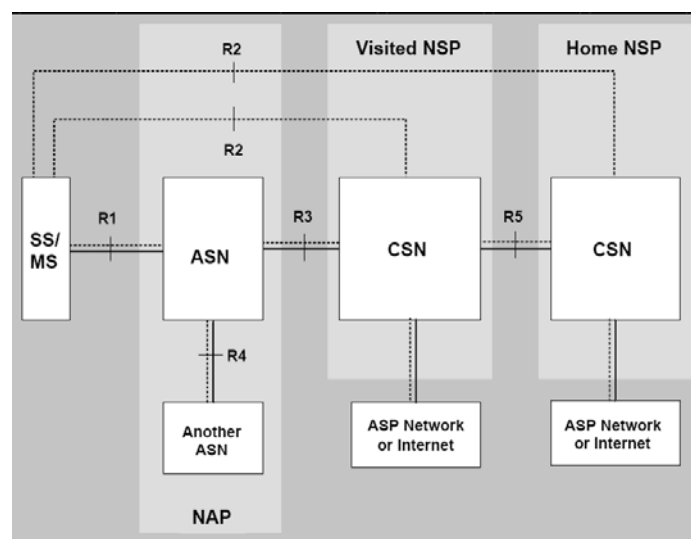 R2
Visited NSP
Home NSP
R2
R1
R3
R5
SS/
MS
ASN
CSN
CSN
R4
Another
ASN
ASP Network
or Internet
ASP Network
or Internet
NAP